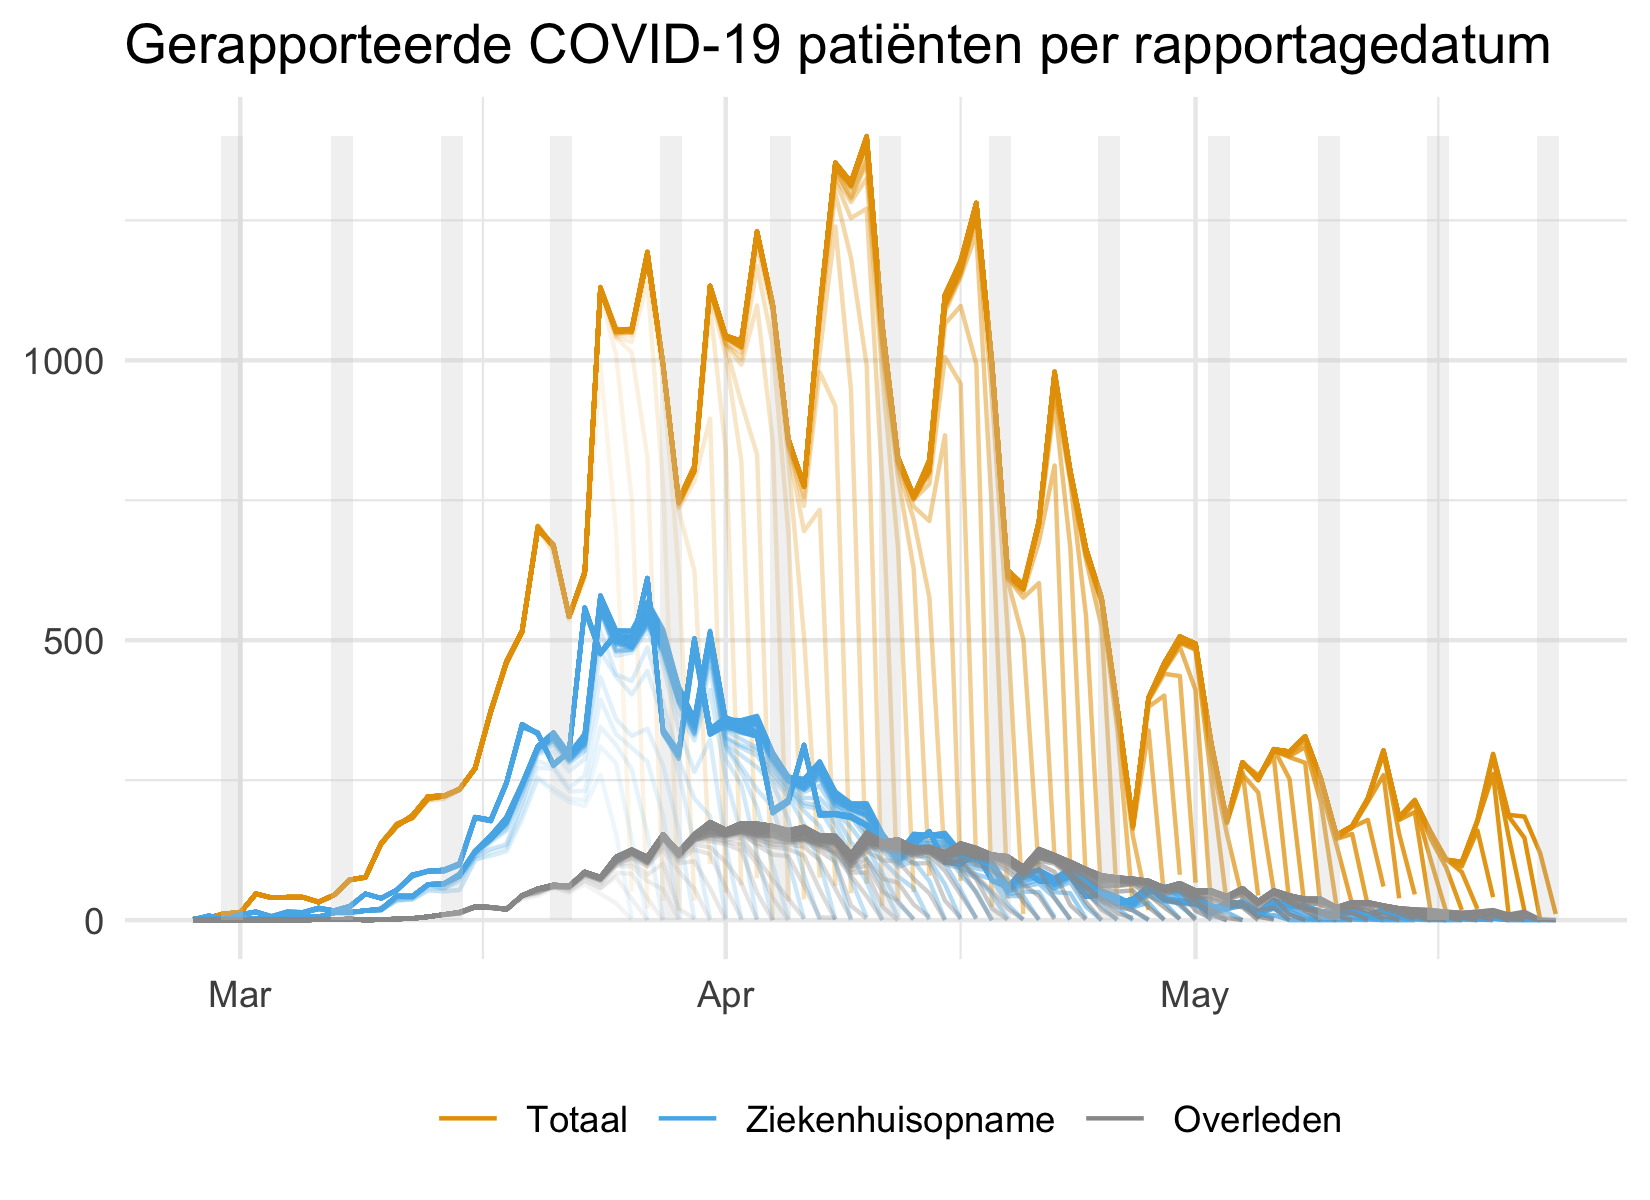 Gerapporteerde COVID-19 patiënten per rapportagedatum
1000
500
0
Mar Apr May
Totaal Ziekenhuisopname Overleden